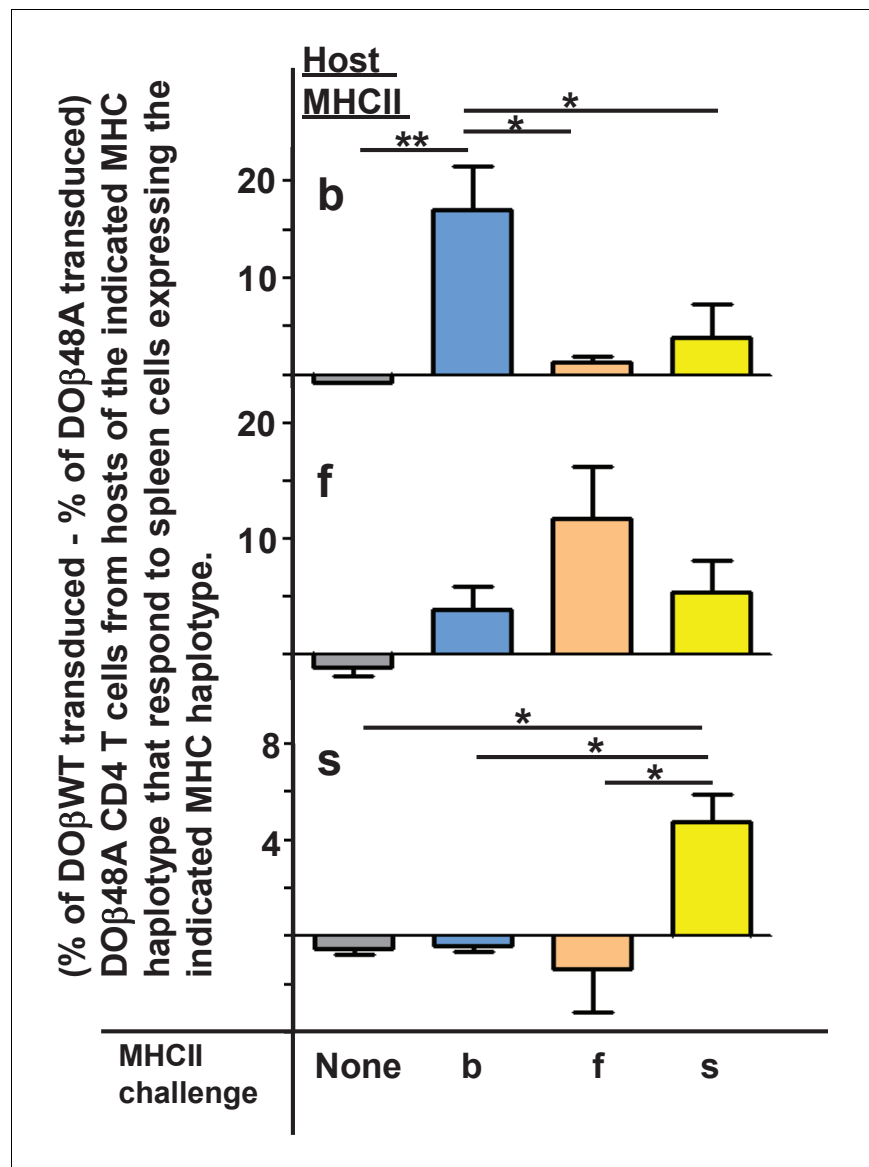 (% of DOβWT transduced - % of DOβ48A transduced)
DOβ48A CD4 T cells from hosts of the indicated MHC
haplotype that respond to spleen cells expressing the
indicated MHC haplotype.
Host
MHCII
*
*
**
20
b
10
20
f
10
*
8
s
*
*
4
MHCII
challenge
None b f s